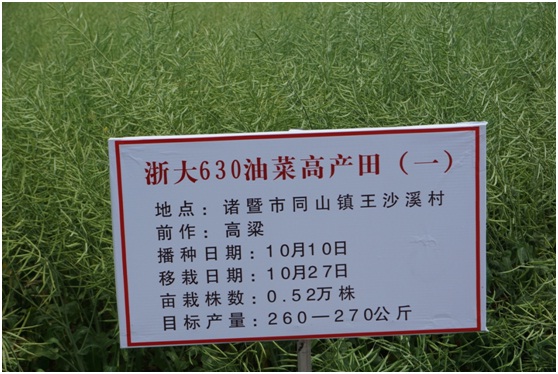 浙大630油菜高产田（一）
地点：诸暨市同山镇王沙溪村
前作：高粱
播种日期：10月10日
移栽日期：10月27日
亩栽株数：0.52万株
目标产量：260—270公斤